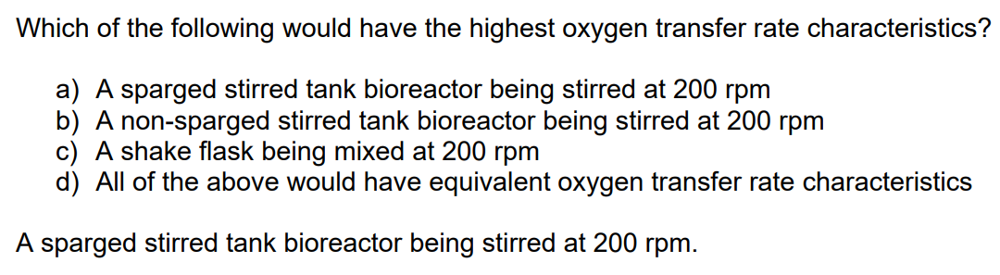 Which of the following would have the highest oxygen transfer rate characteristics?
a) A sparged stirred tank bioreactor being stirred at 200 rpm
b) A non-sparged stirred tank bioreactor being stirred at 200 rpm
c) A shake flask being mixed at 200 rpm
d) All of the above would have equivalent oxygen transfer rate characteristics
A sparged stirred tank bioreactor being stirred at 200 rpm.